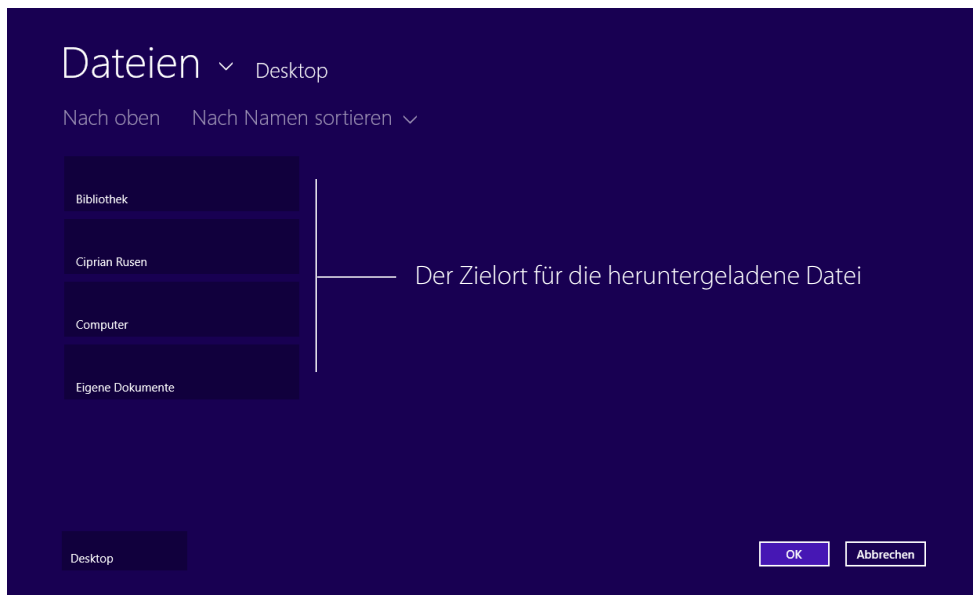 Dateien Desktop
Nach oben Nach Namen sortieren
Bibliothek
Ciprian Rusen
Computer
Eigene Dokumente
Der Zielort für die heruntergeladene Datei
Desktop
OK Abbrechen